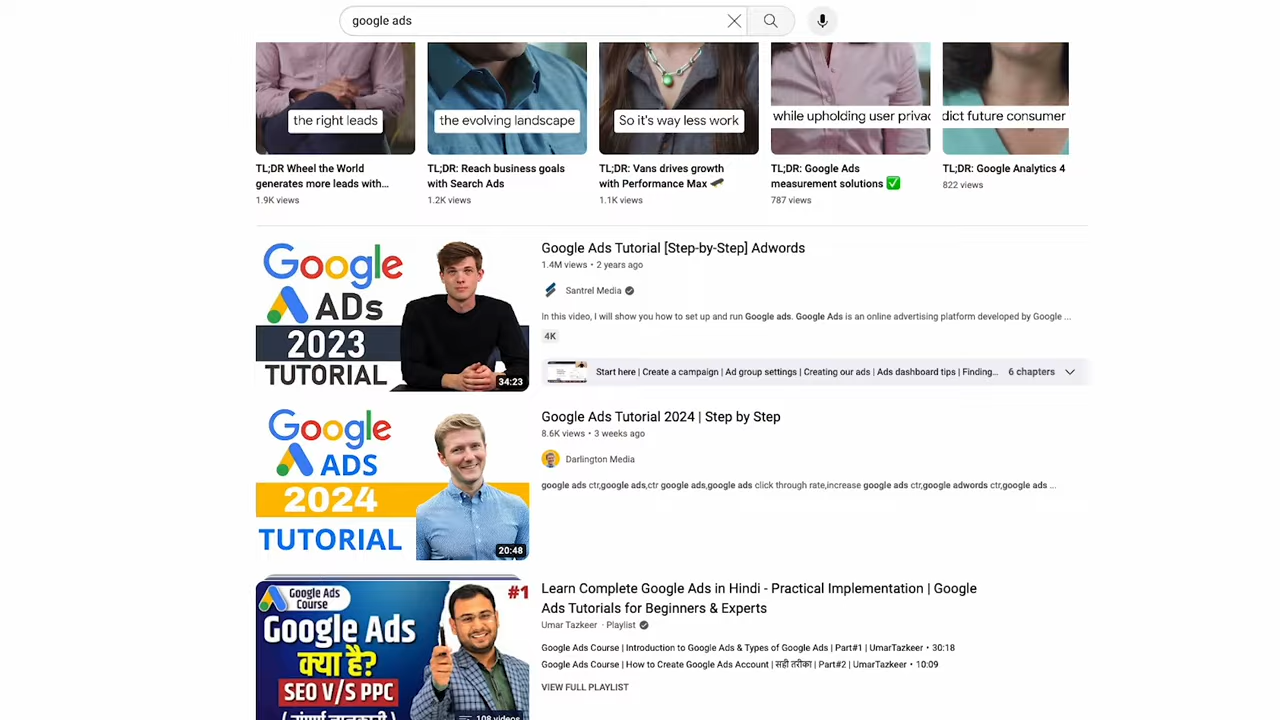 google ads
the right leads
the evolving landscape
So it's way less work
while upholding user privac
dict future consumer
TL;DR Wheel the World
generates more leads with...
1.9K views
TL;DR: Reach business goals
with Search Ads
1.2K views
TL;DR: Vans drives growth
with Performance Max 🛹
1.1K views
TL;DR: Google Ads
measurement solutions ✅
787 views
TL;DR: Google Analytics 4
822 views
Google
ADs
2023
TUTORIAL
34:23
Google Ads Tutorial [Step-by-Step] Adwords
1.4M views • 2 years ago
Santrel Media
In this video, I will show you how to set up and run Google ads. Google Ads is an online advertising platform developed by Google ...
4K
Start here | Create a campaign | Ad group settings | Creating our ads | Ads dashboard tips | Finding... 6 chapters
Google
ADS
2024
TUTORIAL
20:48
Google Ads Tutorial 2024 | Step by Step
8.6K views • 3 weeks ago
Darlington Media
google ads ctr,google ads,ctr google ads,google ads click through rate,increase google ads ctr,google adwords ctr,google ads ...
Google Ads
Course
#1
Google Ads
क्या है?
SEO V/S PPC
108 videos
Learn Complete Google Ads in Hindi - Practical Implementation | Google
Ads Tutorials for Beginners & Experts
Umar Tazkeer · Playlist
Google Ads Course | Introduction to Google Ads & Types of Google Ads | Part#1 | UmarTazkeer • 30:18
Google Ads Course | How to Create Google Ads Account | सही तरीका | Part#2 | UmarTazkeer • 10:09
VIEW FULL PLAYLIST